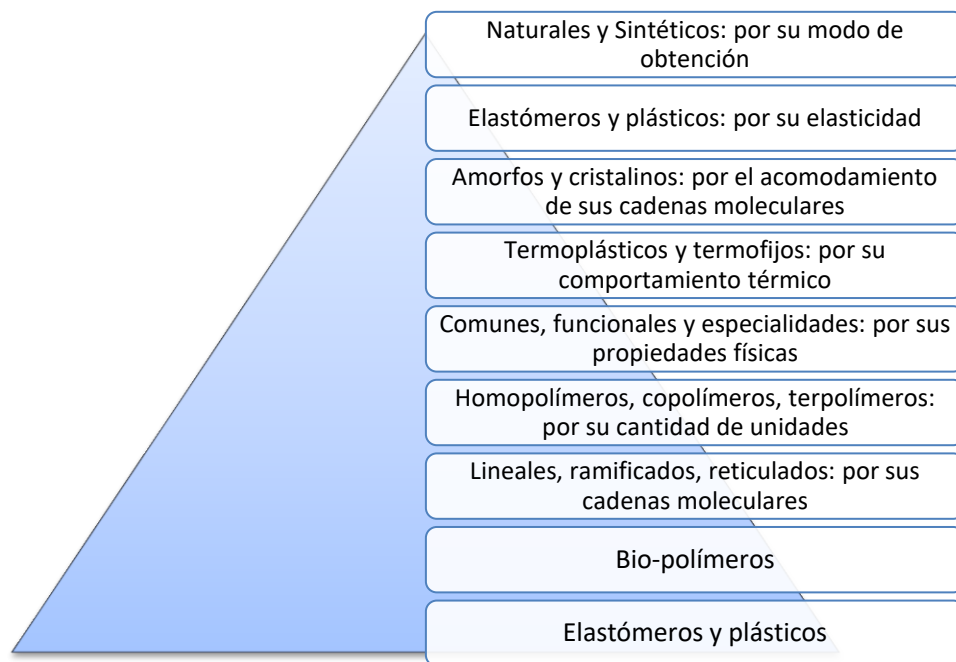 Naturales y Sintéticos: por su modo de
obtención
Elastómeros y plásticos: por su elasticidad
Amorfos y cristalinos: por el acomodamiento
de sus cadenas moleculares
Termoplásticos y termofijos: por su
comportamiento térmico
Comunes, funcionales y especialidades: por sus
propiedades físicas
Homopolímeros, copolímeros, terpolímeros:
por su cantidad de unidades
Lineales, ramificados, reticulados: por sus
cadenas moleculares
Bio-polímeros
Elastómeros y plásticos